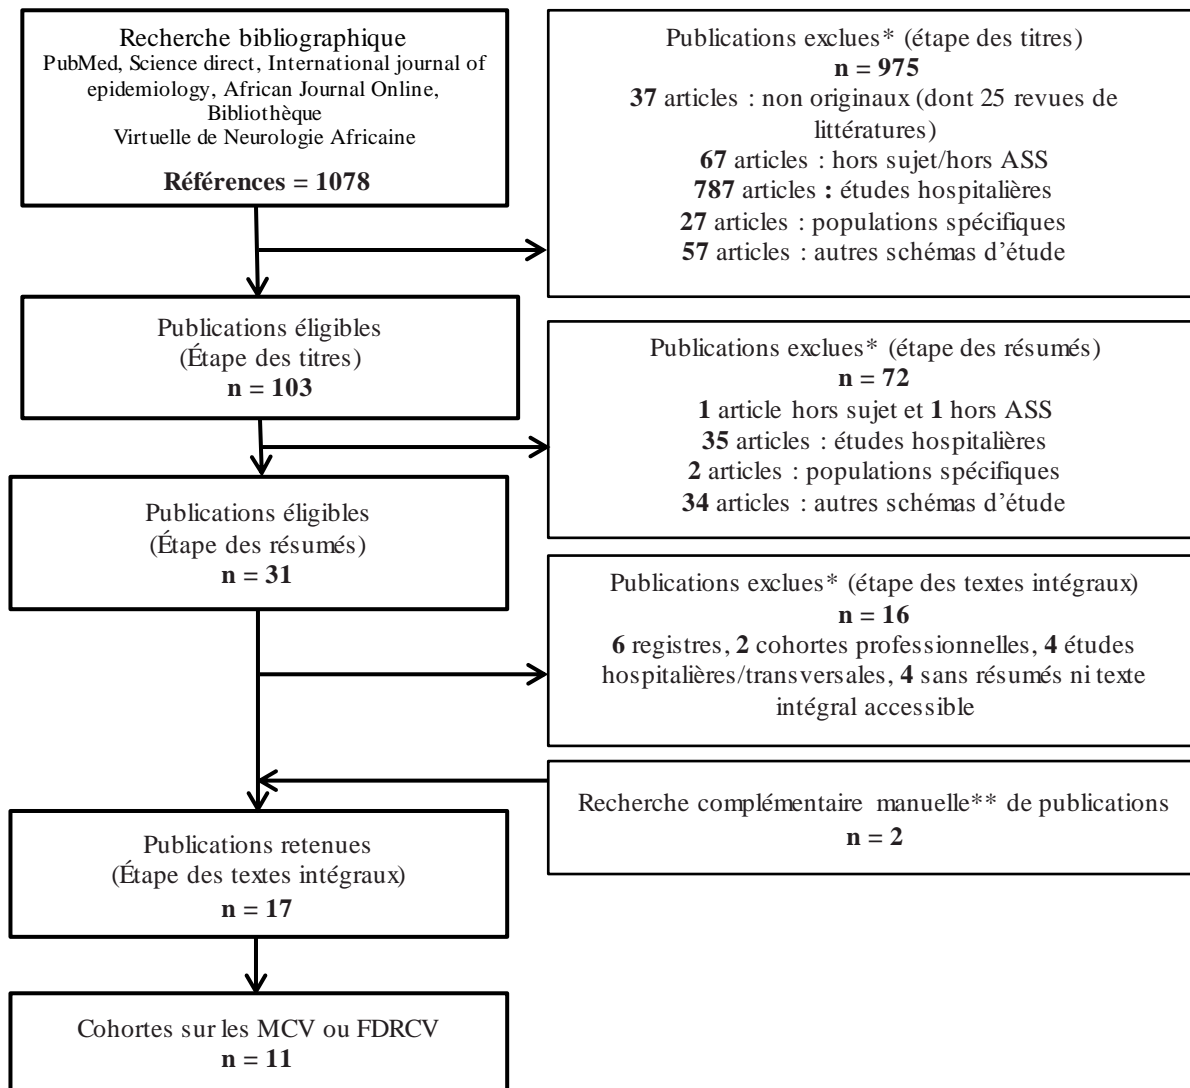 Recherche bibliographique
PubMed, Science direct, International journal of
epidemiology, African Journal Online,
Bibliothèque
Virtuelle de Neurologie Africaine
Références = 1078
Publications exclues* (étape des titres)
n = 975
37 articles : non originaux (dont 25 revues de
littératures)
67 articles : hors sujet/hors ASS
787 articles : études hospitalières
27 articles : populations spécifiques
57 articles : autres schémas d'étude
Publications éligibles
(Étape des titres)
n = 103
Publications exclues* (étape des résumés)
n = 72
1 article hors sujet et 1 hors ASS
35 articles : études hospitalières
2 articles : populations spécifiques
34 articles : autres schémas d'étude
Publications éligibles
(Étape des résumés)
n = 31
Publications exclues* (étape des textes intégraux)
n = 16
6 registres, 2 cohortes professionnelles, 4 études
hospitalières/transversales, 4 sans résumés ni texte
intégral accessible
Recherche complémentaire manuelle** de publications
n = 2
Publications retenues
(Étape des textes intégraux)
n = 17
Cohortes sur les MCV ou FDRCV
n = 11